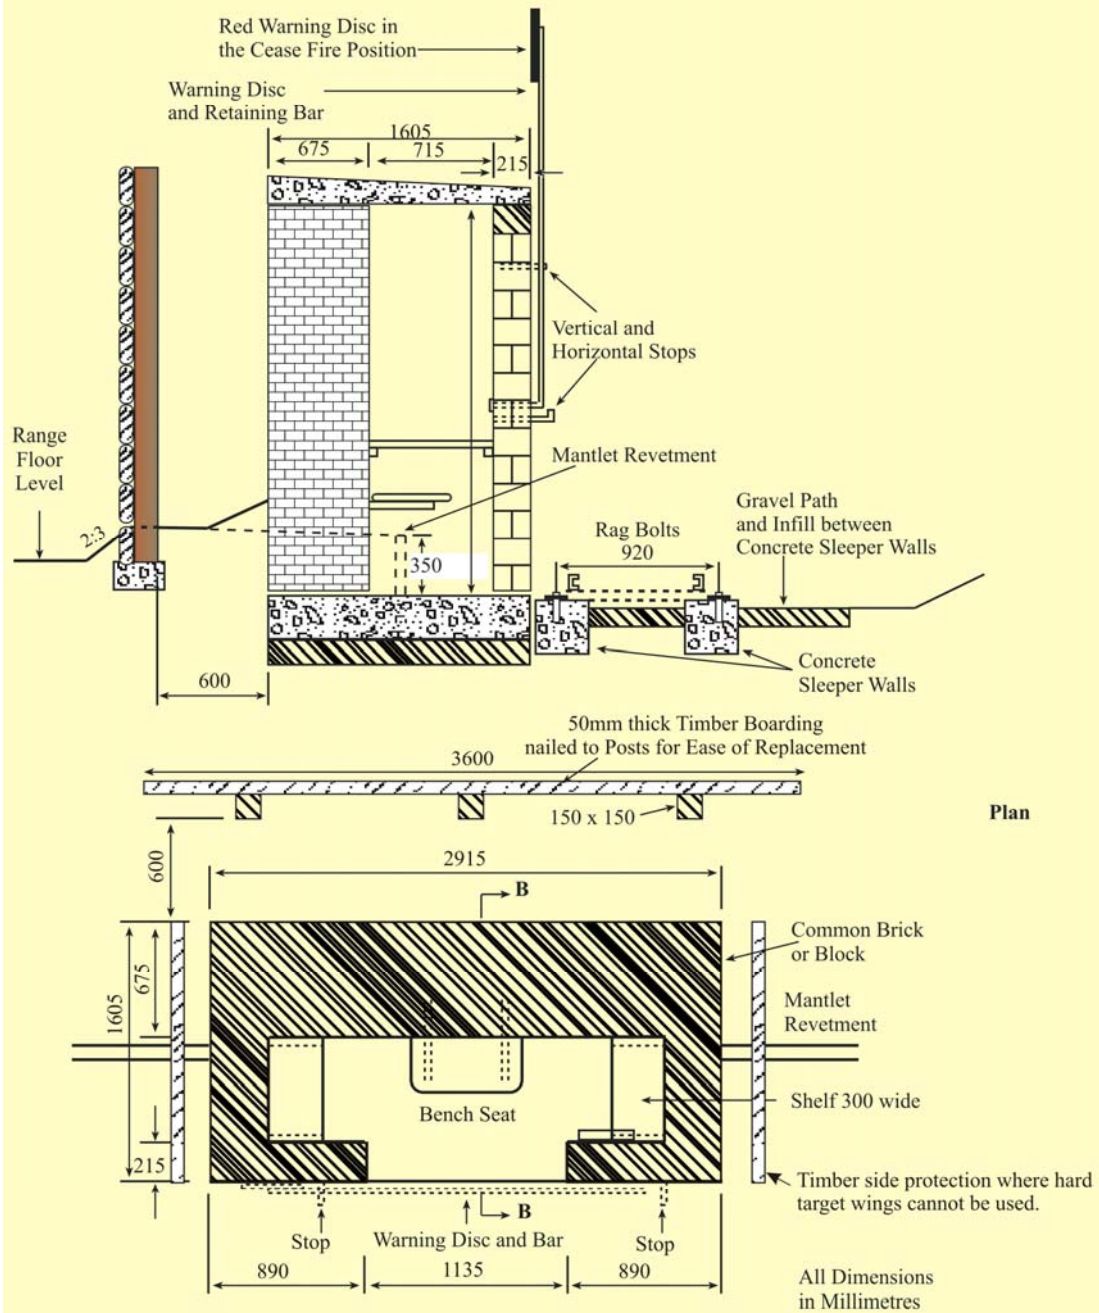 Red Warning Disc in
the Cease Fire Position
Warning Disc
and Retaining Bar
1605
675
715
215
Vertical and
Horizontal Stops
Range
Floor
Level
2:3
Mantlet Revetment
350
Rag Bolts
920
Gravel Path
and Infill between
Concrete Sleeper Walls
Concrete
Sleeper Walls
600
50mm thick Timber Boarding
nailed to Posts for Ease of Replacement
3600
150 x 150
Plan
600
2915
B
Common Brick
or Block
675
1605
Mantlet
Revetment
Bench Seat
Shelf 300 wide
215
Timber side protection where hard
target wings cannot be used.
B
Stop
Warning Disc and Bar
Stop
890
1135
890
All Dimensions
in Millimetres